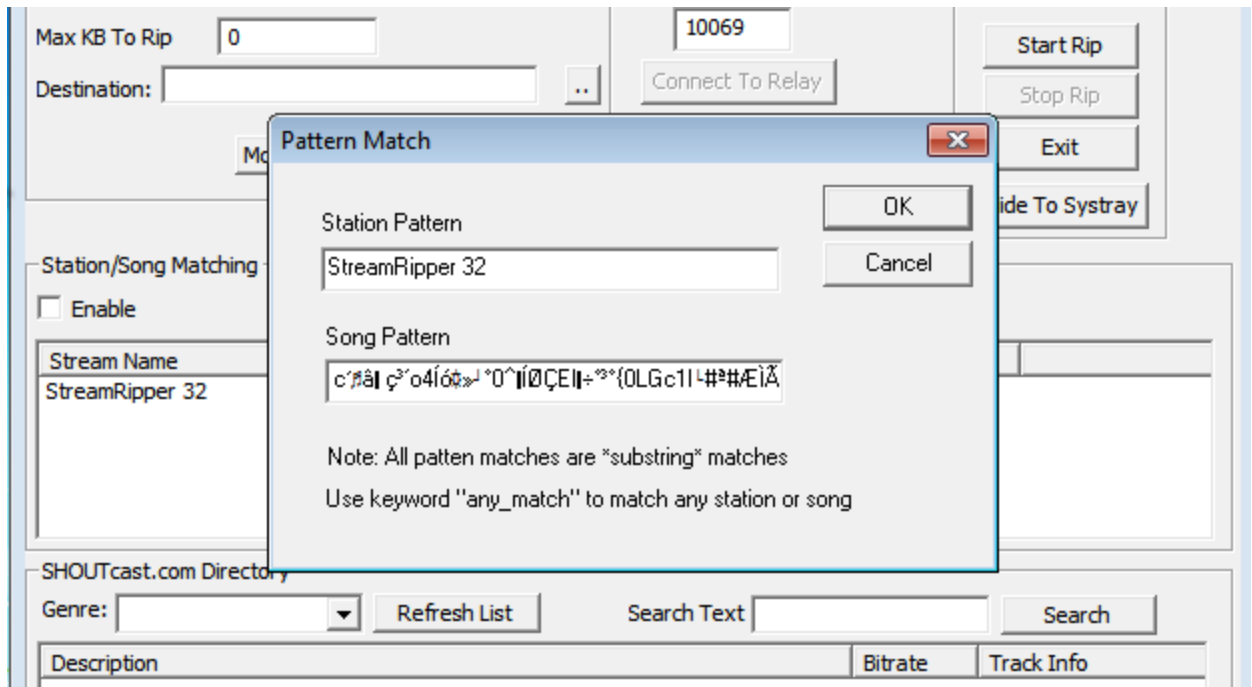 Max KB To Rip 0
10069
Start Rip
Destination: ..
Connect To Relay
Stop Rip
Pattern Match
Exit
Station Pattern
OK
ide To Systray
StreamRipper 32
Cancel
Station/Song Matching
Enable
Song Pattern
Stream Name
StreamRipper 32
Note: All patten matches are *substring* matches
Use keyword "any_match" to match any station or song
SHOUTcast.com Directory
Genre: Refresh List Search Text Search
Description Bitrate Track Info